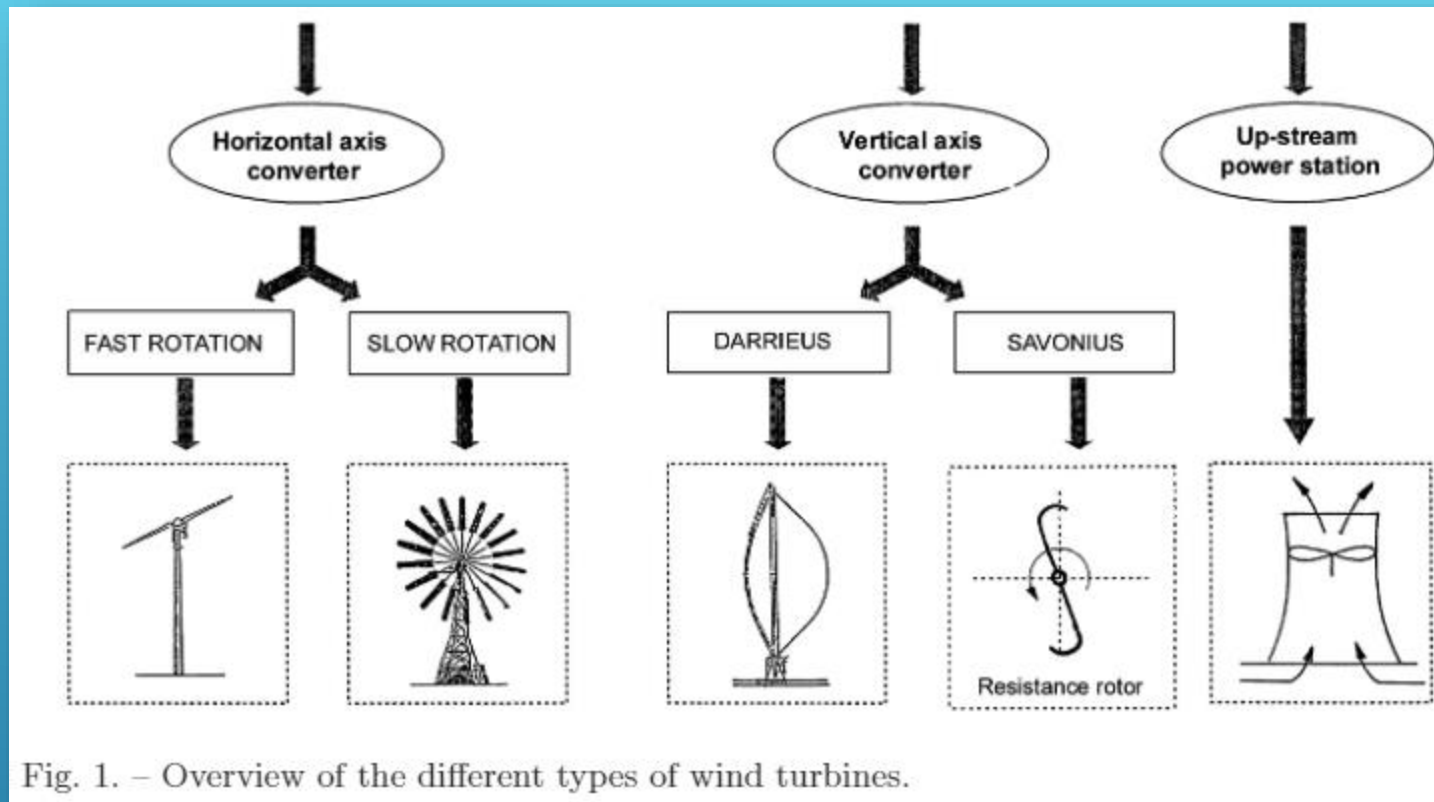 Horizontal axis
converter
Vertical axis
converter
Up-stream
power station
FAST ROTATION
SLOW ROTATION
DARRIEUS
SAVONIUS
Resistance rotor
Fig. 1. – Overview of the different types of wind turbines.